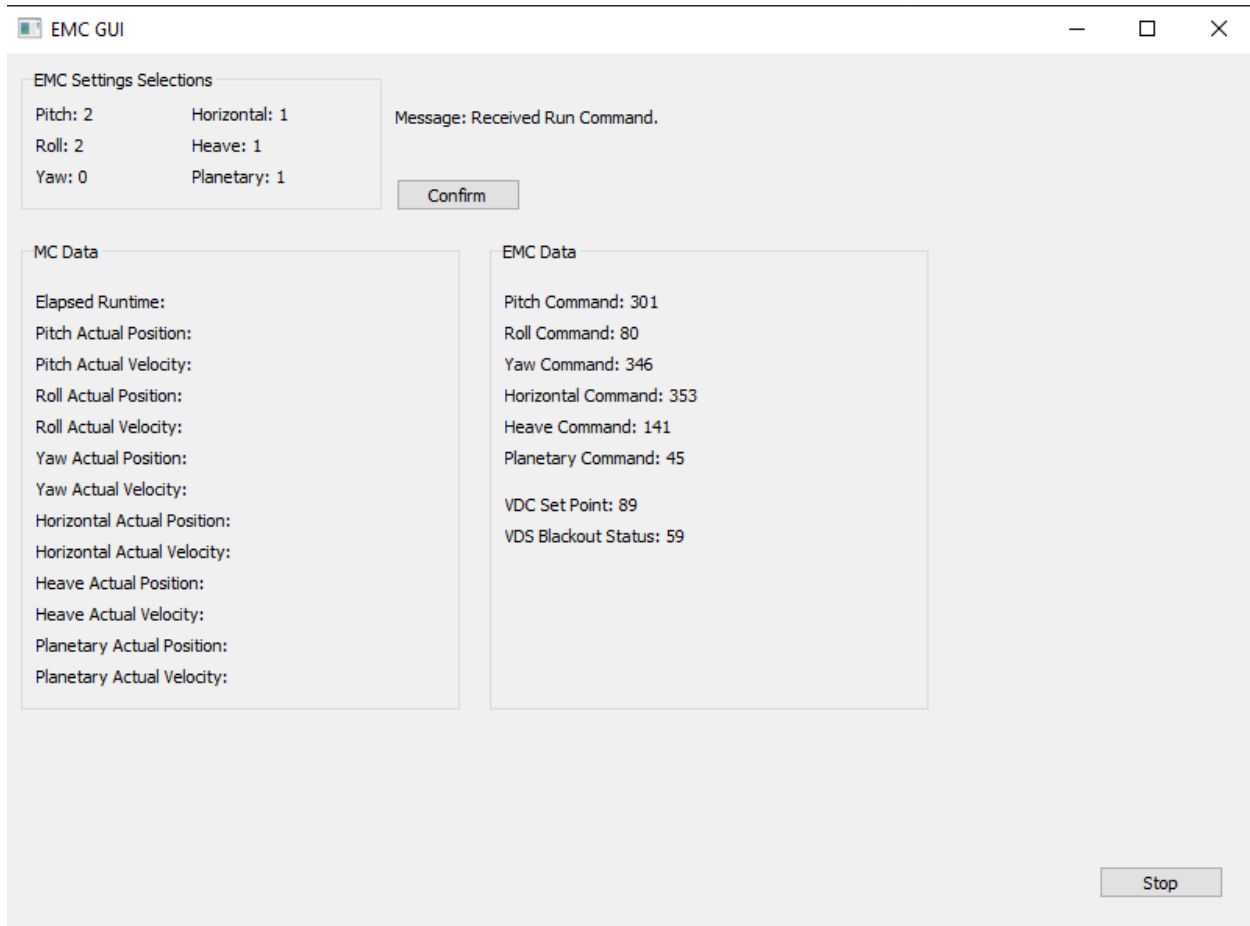 EMC GUI
EMC Settings Selections
Pitch: 2
Horizontal: 1
Roll: 2
Heave: 1
Yaw: 0
Planetary: 1
Message: Received Run Command.
Confirm
MC Data
Elapsed Runtime:
Pitch Actual Position:
Pitch Actual Velocity:
Roll Actual Position:
Roll Actual Velocity:
Yaw Actual Position:
Yaw Actual Velocity:
Horizontal Actual Position:
Horizontal Actual Velocity:
Heave Actual Position:
Heave Actual Velocity:
Planetary Actual Position:
Planetary Actual Velocity:
EMC Data
Pitch Command: 301
Roll Command: 80
Yaw Command: 346
Horizontal Command: 353
Heave Command: 141
Planetary Command: 45
VDC Set Point: 89
VDS Blackout Status: 59
Stop